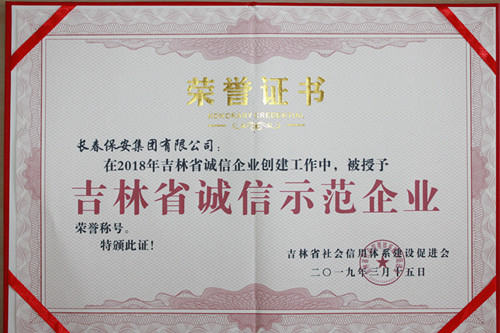 荣誉证书
HONORARY CREDENTIAL
长春保安集团有限公司：
在2018年吉林省诚信企业创建工作中，被授予
吉林省诚信示范企业
荣誉称号。
特颁此证！
吉林省社会信用体系建设促进会
二〇一九年三月十五日